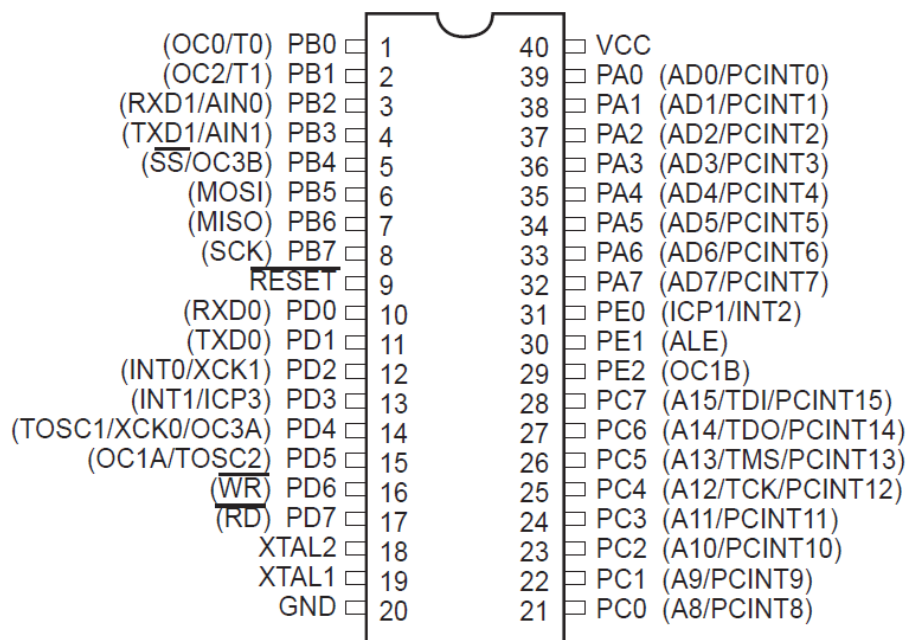 (OC0/T0) PB0 1 40 VCC
(OC2/T1) PB1 2 39 PA0 (AD0/PCINT0)
(RXD1/AIN0) PB2 3 38 PA1 (AD1/PCINT1)
(TXD1/AIN1) PB3 4 37 PA2 (AD2/PCINT2)
(SS/OC3B) PB4 5 36 PA3 (AD3/PCINT3)
(MOSI) PB5 6 35 PA4 (AD4/PCINT4)
(MISO) PB6 7 34 PA5 (AD5/PCINT5)
(SCK) PB7 8 33 PA6 (AD6/PCINT6)
RESET 9 32 PA7 (AD7/PCINT7)
(RXD0) PD0 10 31 PE0 (ICP1/INT2)
(TXD0) PD1 11 30 PE1 (ALE)
(INT0/XCK1) PD2 12 29 PE2 (OC1B)
(INT1/ICP3) PD3 13 28 PC7 (A15/TDI/PCINT15)
(TOSC1/XCK0/OC3A) PD4 14 27 PC6 (A14/TDO/PCINT14)
(OC1A/TOSC2) PD5 15 26 PC5 (A13/TMS/PCINT13)
(WR) PD6 16 25 PC4 (A12/TCK/PCINT12)
(RD) PD7 17 24 PC3 (A11/PCINT11)
XTAL2 18 23 PC2 (A10/PCINT10)
XTAL1 19 22 PC1 (A9/PCINT9)
GND 20 21 PC0 (A8/PCINT8)